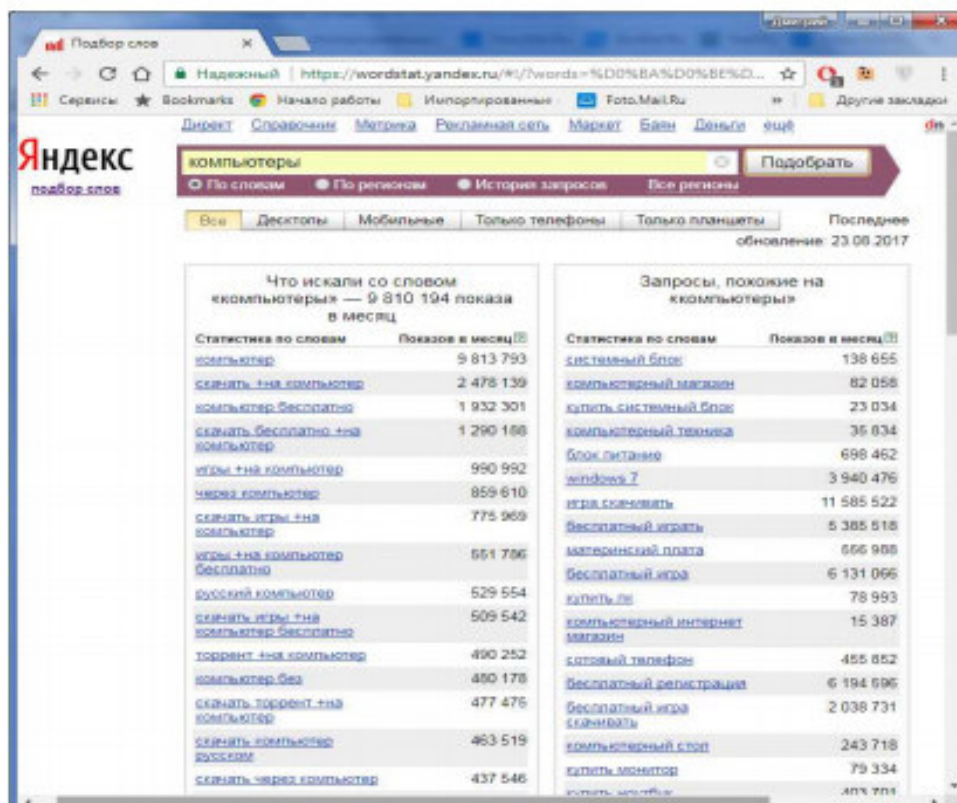 Дмитрий
Подбор слов
Надежный | https://wordstat.yandex.ru/#!/?words=%D0%BA%D0%BE%D...
Сервисы Bookmarks Начало работы Импортированные Foto.Mail.Ru » Другие закладки
Директ Справочник Метрика Рекламная сеть Маркет Баян Деньги ещё dm
Яндекс
подбор слов
компьютеры Подобрать
По словам По регионам История запросов Все регионы
Все Десктопы Мобильные Только телефоны Только планшеты Последнее
обновление: 23.08.2017
Что искали со словом
«компьютеры» — 9 810 194 показа
в месяц
Статистика по словам Показов в месяц
компьютер 9 813 793
скачать +на компьютер 2 478 139
компьютер бесплатно 1 932 301
скачать бесплатно +на 1 290 188
компьютер
игры +на компьютер 990 992
через компьютер 859 610
скачать игры +на 775 969
компьютер
игры +на компьютер 551 786
бесплатно
русский компьютер 529 554
скачать игры +на 509 542
компьютер бесплатно
торрент +на компьютер 490 252
компьютер без 480 178
скачать торрент +на 477 475
компьютер
скачать компьютер 463 519
русском
скачать через компьютер 437 546
Запросы, похожие на
«компьютеры»
Статистика по словам Показов в месяц
системный блок 138 655
компьютерный магазин 82 058
купить системный блок 23 034
компьютерный техника 35 834
блок питание 698 462
windows 7 3 940 476
игра скачивать 11 585 522
бесплатный играть 5 385 518
материнский плата 556 988
бесплатный игра 6 131 066
купить пк 78 993
компьютерный интернет 15 387
магазин
сотовый телефон 455 852
бесплатный регистрация 6 194 596
бесплатный игра 2 038 731
скачивать
компьютерный стол 243 718
купить монитор 79 334
купить ноутбук 403 701